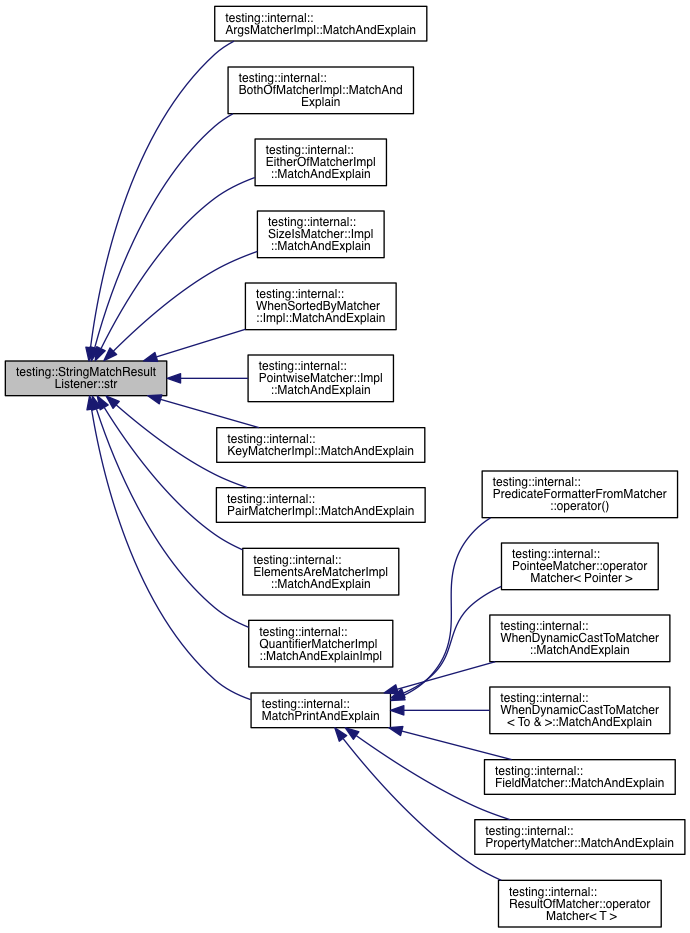 testing::internal::
ArgsMatcherImpl::MatchAndExplain
testing::internal::
BothOfMatcherImpl::MatchAnd
Explain
testing::internal::
EitherOfMatcherImpl
::MatchAndExplain
testing::internal::
SizeIsMatcher::Impl
::MatchAndExplain
testing::internal::
WhenSortedByMatcher
::Impl::MatchAndExplain
testing::StringMatchResult
Listener::str
testing::internal::
PointwiseMatcher::Impl
::MatchAndExplain
testing::internal::
KeyMatcherImpl::MatchAndExplain
testing::internal::
PairMatcherImpl::MatchAndExplain
testing::internal::
ElementsAreMatcherImpl
::MatchAndExplain
testing::internal::
QuantifierMatcherImpl
::MatchAndExplainImpl
testing::internal::
MatchPrintAndExplain
testing::internal::
PredicateFormatterFromMatcher
::operator()
testing::internal::
PointeeMatcher::operator
Matcher< Pointer >
testing::internal::
WhenDynamicCastToMatcher
::MatchAndExplain
testing::internal::
WhenDynamicCastToMatcher
< To & >::MatchAndExplain
testing::internal::
FieldMatcher::MatchAndExplain
testing::internal::
PropertyMatcher::MatchAndExplain
testing::internal::
ResultOfMatcher::operator
Matcher< T >